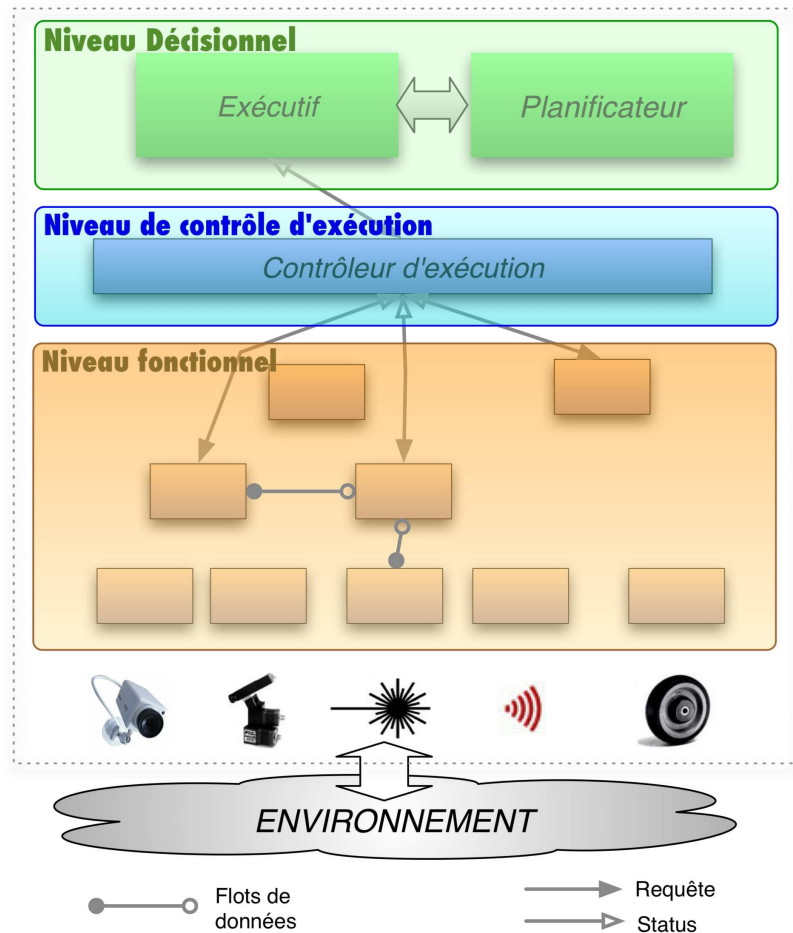 Niveau Décisionnel
Exécutif
Planificateur
Niveau de contrôle d'exécution
Contrôleur d'exécution
Niveau fonctionnel
ENVIRONNEMENT
Flots de
données
Requête
Status